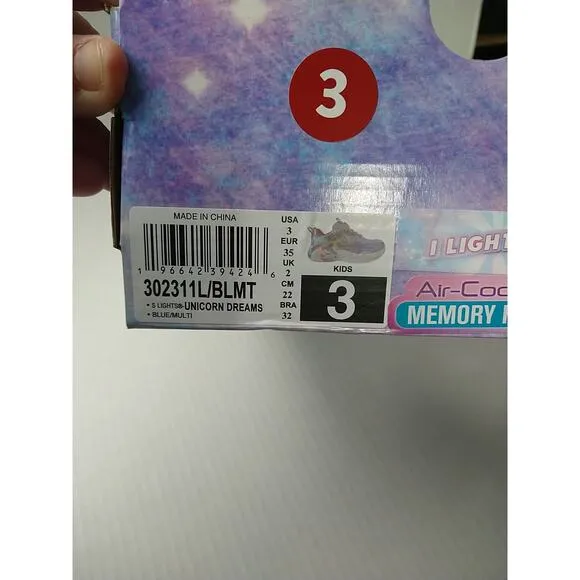 3
MADE IN CHINA
1 96642 39424 6
302311L/BLMT
• S LIGHTS®-UNICORN DREAMS
• BLUE/MULTI
USA
3
EUR
35
UK
2
CM
22
BRA
32
KIDS
3
I LIGHT
Air-Coo
MEMORY